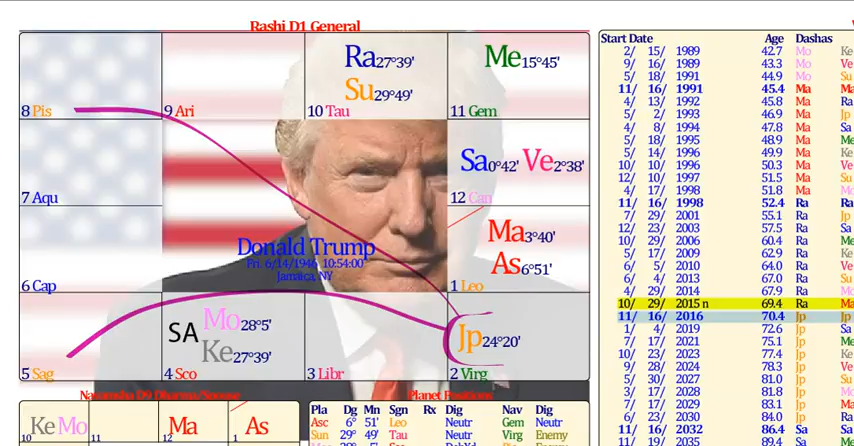 Rashi D1 General
8 Pis
9 Ari
Ra27°39'
Su29°49'
10 Tau
Me15°45'
11 Gem
7 Aqu
Sa0°42' Ve2°38'
12 Can
Donald Trump
Fri. 6/14/1946 10:54:00
Jamaica, NY
6 Cap
Ma3°40'
As6°51'
1 Leo
5 Sag
SA Mo28°5'
Ke27°39'
4 Sco
3 Libr
Jp24°20'
2 Virg
Start Date Age Dashas
2/ 15/ 1989 42.7 Mo Ke
9/ 16/ 1989 43.3 Mo Ve
5/ 18/ 1991 44.9 Mo Su
11/ 16/ 1991 45.4 Ma Ma
4/ 13/ 1992 45.8 Ma Ra
5/ 2/ 1993 46.9 Ma Jp
4/ 8/ 1994 47.8 Ma Sa
5/ 18/ 1995 48.9 Ma Me
5/ 14/ 1996 49.9 Ma Ke
10/ 10/ 1996 50.3 Ma Ve
12/ 10/ 1997 51.5 Ma Su
4/ 17/ 1998 51.8 Ma Mo
11/ 16/ 1998 52.4 Ra Ra
7/ 29/ 2001 55.1 Ra Jp
12/ 23/ 2003 57.5 Ra Sa
10/ 29/ 2006 60.4 Ra Me
5/ 17/ 2009 62.9 Ra Ke
6/ 5/ 2010 64.0 Ra Ve
6/ 4/ 2013 67.0 Ra Su
4/ 29/ 2014 67.9 Ra Mo
10/ 29/ 2015 n 69.4 Ra Ma
11/ 16/ 2016 70.4 Jp Jp
1/ 4/ 2019 72.6 Jp Sa
7/ 17/ 2021 75.1 Jp Me
10/ 23/ 2023 77.4 Jp Ke
9/ 28/ 2024 78.3 Jp Ve
5/ 30/ 2027 81.0 Jp Su
3/ 17/ 2028 81.8 Jp Mo
7/ 17/ 2029 83.1 Jp Ma
6/ 23/ 2030 84.0 Jp Ra
11/ 16/ 2032 86.4 Sa Sa
11/ 19/ 2035 89.4 Sa Me
Navamsha D9 Dharma/Spouse
Ke Mo
10
11
Ma
12
As
1
Planet Positions
Pla Dg Mn Sgn Rx Dig Nav Dig
Asc 6° 51' Leo Neutr Gem Neutr
Sun 29° 49' Tau Neutr Virg Enemy